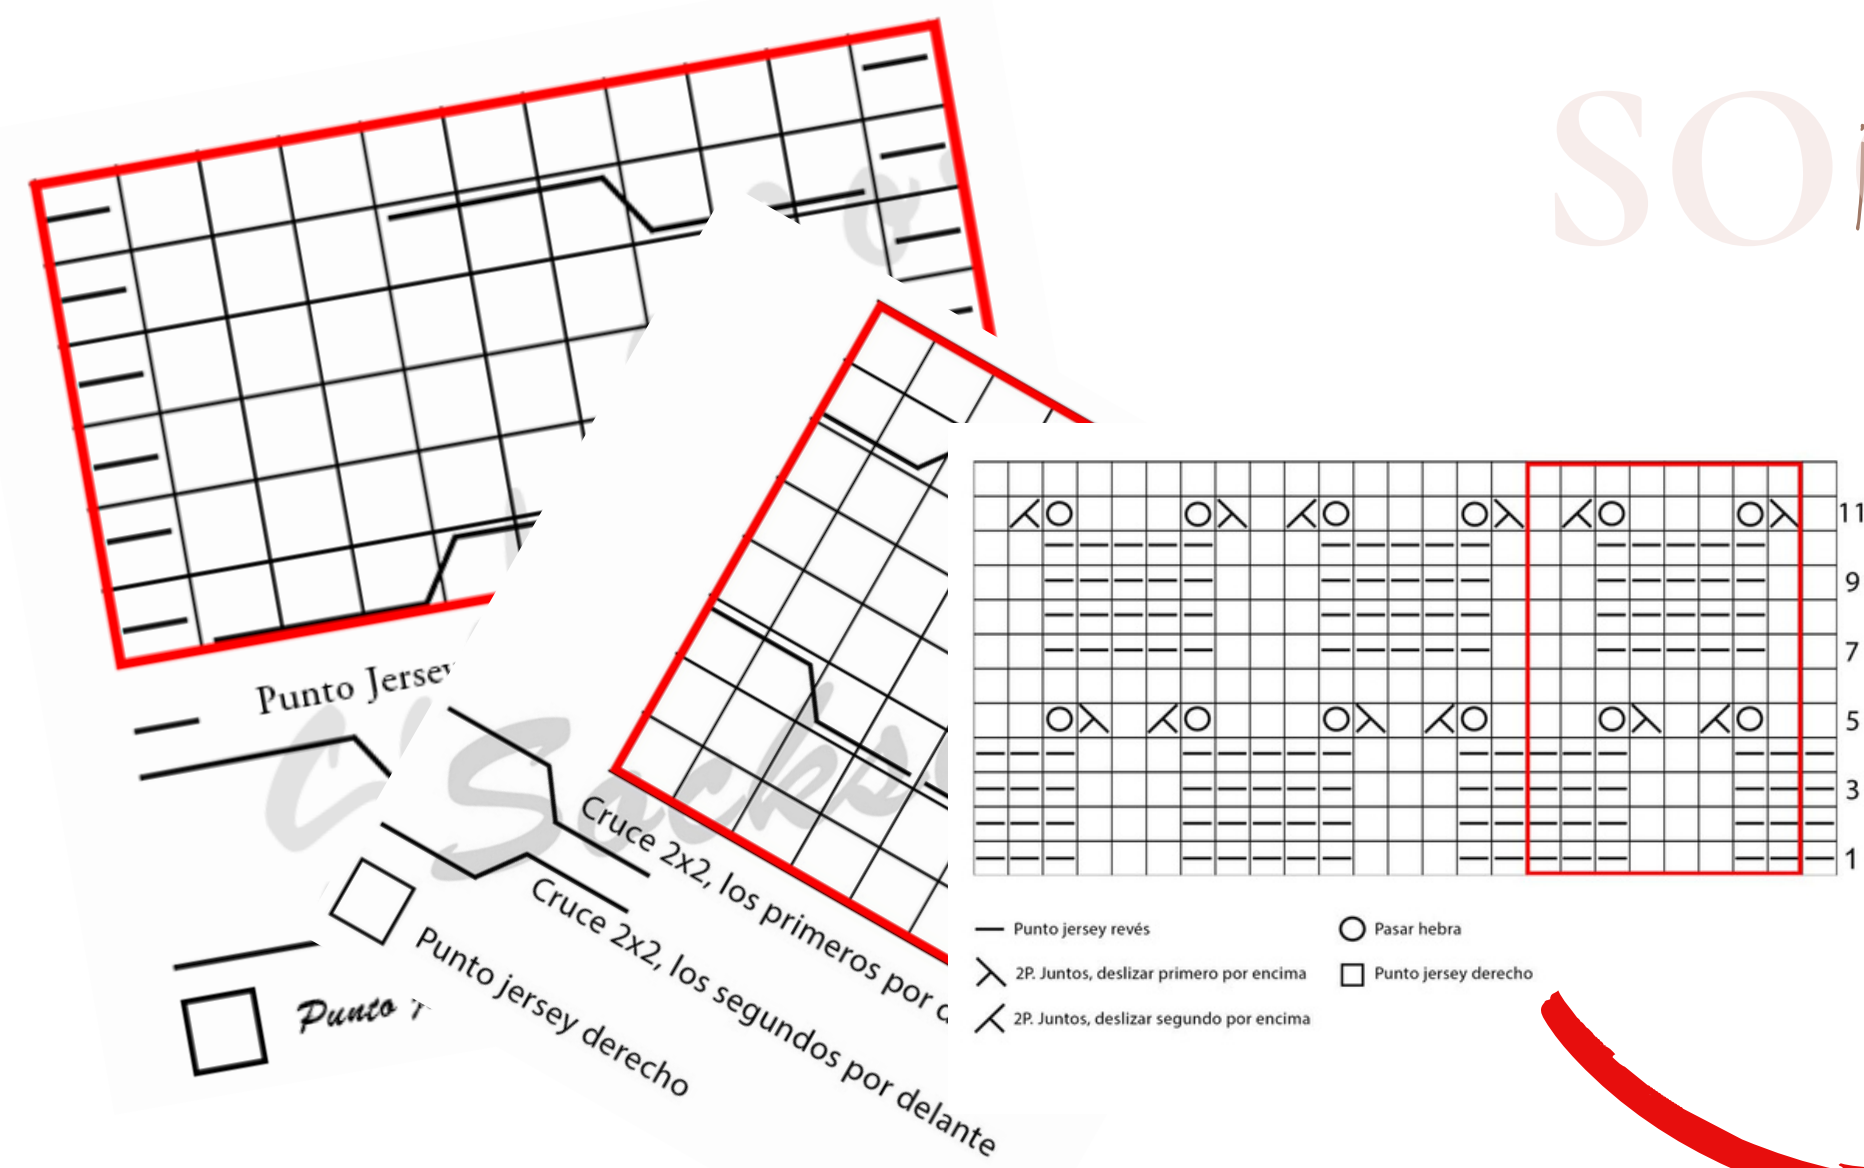 SO
Punto Jersey
C'Socks
Punto
Cruce 2x2, los primeros por
Cruce 2x2, los segundos por delante
Punto jersey derecho
11
9
7
5
3
1
Punto jersey revés
Pasar hebra
2P. Juntos, deslizar primero por encima
Punto jersey derecho
2P. Juntos, deslizar segundo por encima